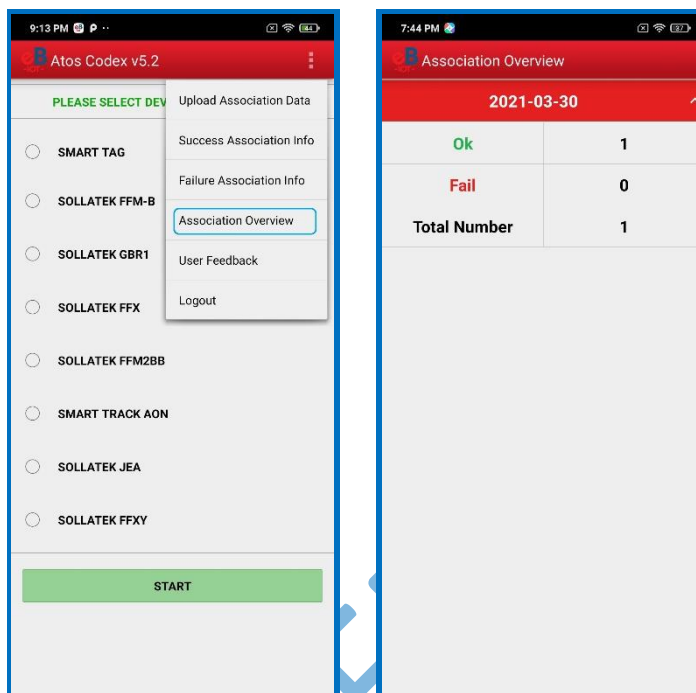 9:13 PM
84
Atos Codex v5.2
PLEASE SELECT DEV
Upload Association Data
Success Association Info
Failure Association Info
Association Overview
User Feedback
Logout
SMART TAG
SOLLATEK FFM-B
SOLLATEK GBR1
SOLLATEK FFX
SOLLATEK FFM2BB
SMART TRACK AON
SOLLATEK JEA
SOLLATEK FFXY
START
7:44 PM
37
Association Overview
2021-03-30
Ok 1
Fail 0
Total Number 1